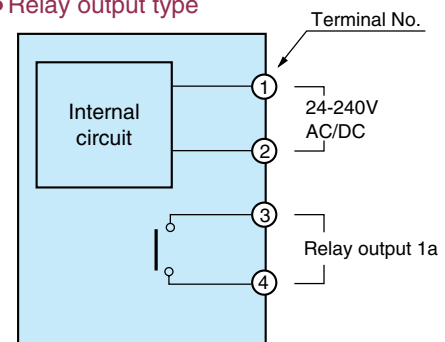 Relay output type
Terminal No.
Internal
circuit
1
2
24-240V
AC/DC
3
4
Relay output 1a